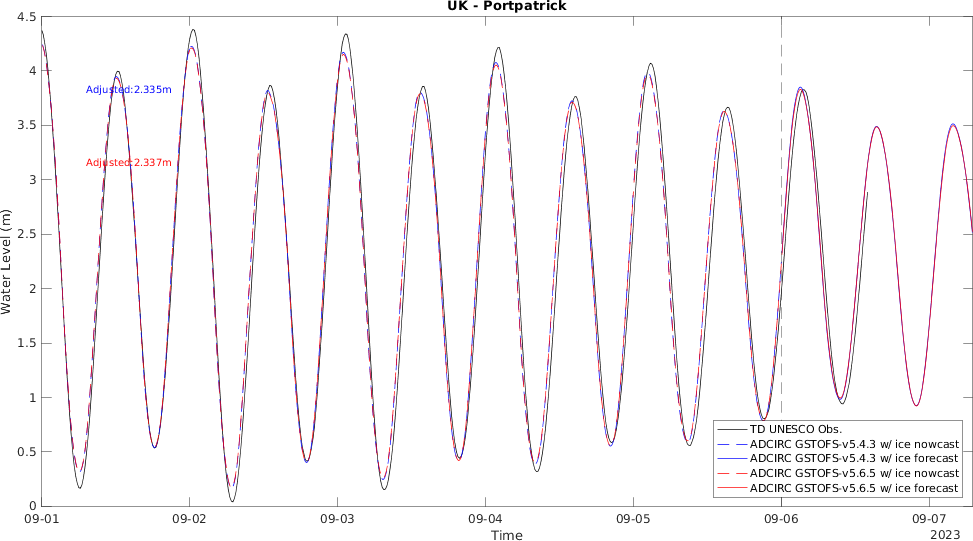 UK - Portpatrick
4.5
4
3.5
3
2.5
2
1.5
1
0.5
0
Water Level (m)
Adjusted:2.335m
Adjusted:2.337m
TD UNESCO Obs.
ADCIRC GSTOFS-v5.4.3 w/ ice nowcast
ADCIRC GSTOFS-v5.4.3 w/ ice forecast
ADCIRC GSTOFS-v5.6.5 w/ ice nowcast
ADCIRC GSTOFS-v5.6.5 w/ ice forecast
09-01 09-02 09-03 09-04 09-05 09-06 09-07
Time
2023